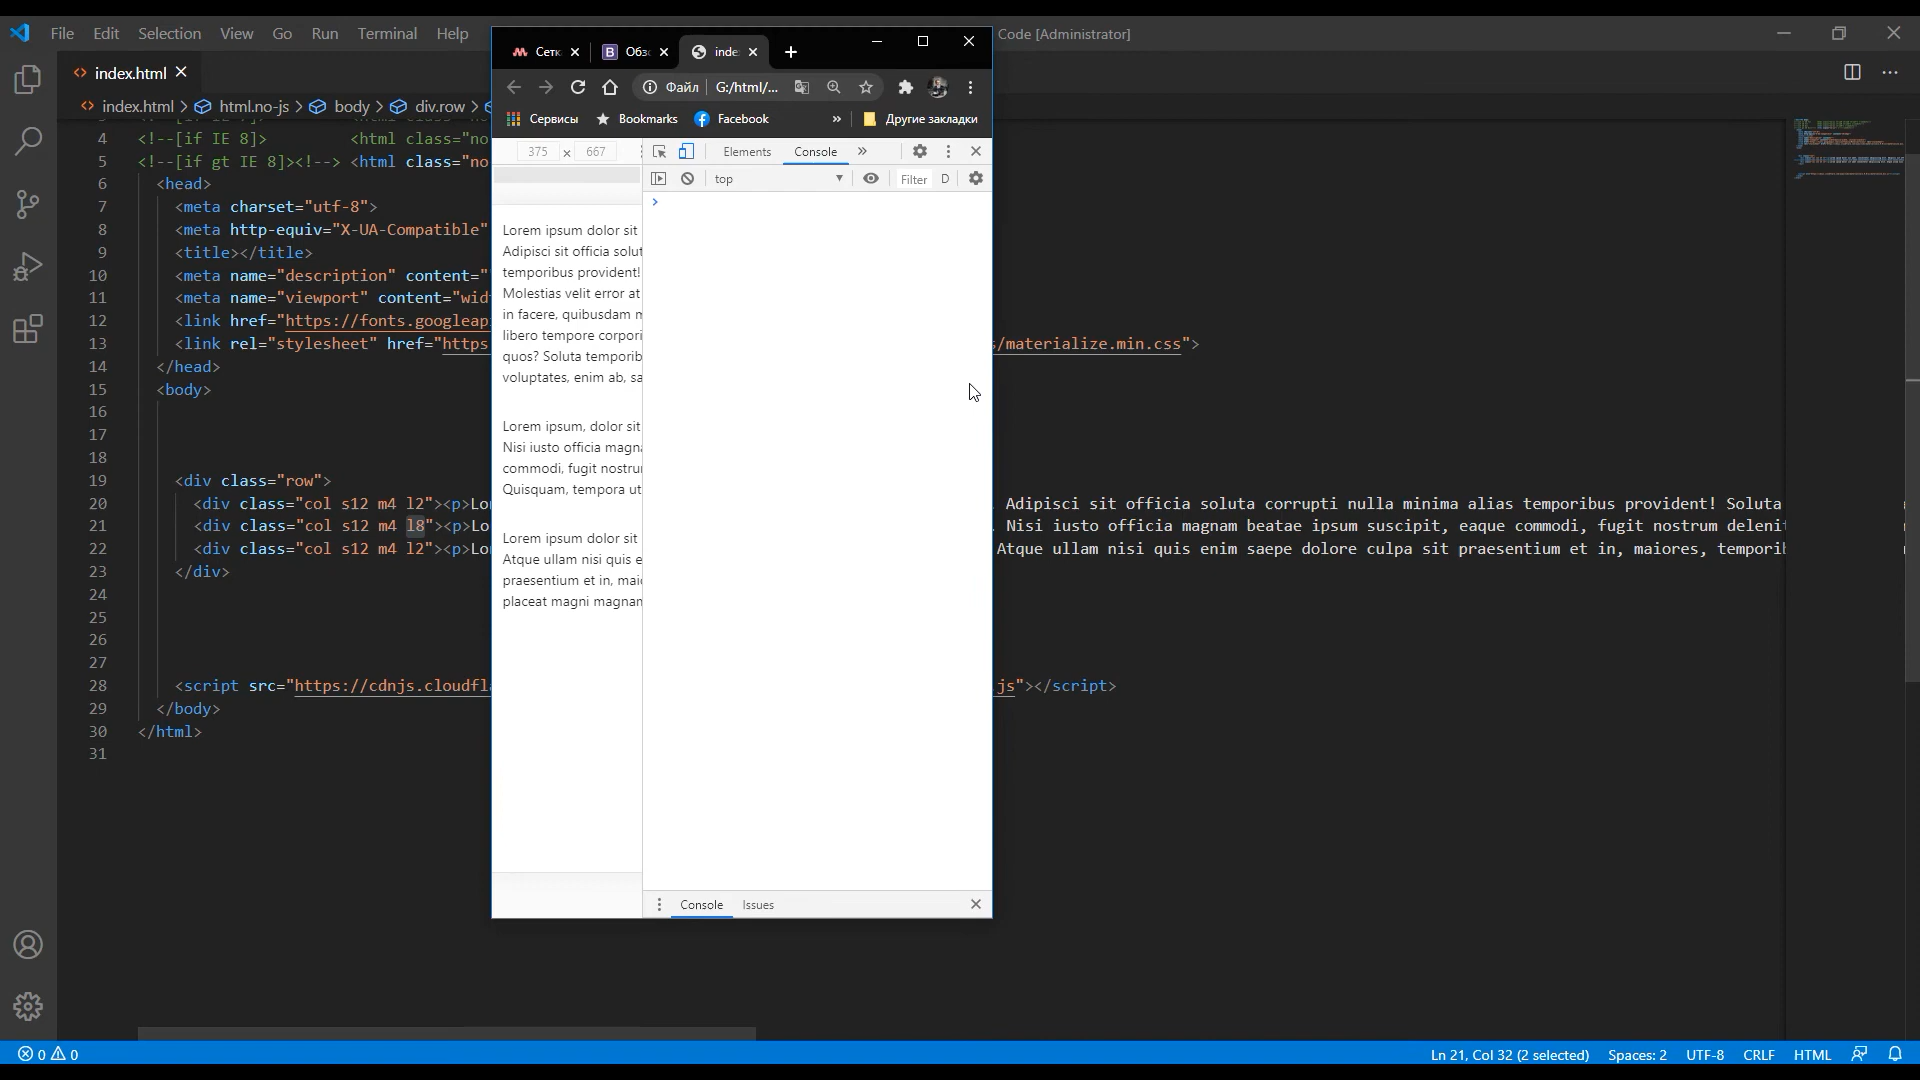 File Edit Selection View Go Run Terminal Help
Code [Administrator]
index.html
index.html > html.no-js > body > div.row >
4 <!--[if IE 8]> <html class="no
5 <!--[if gt IE 8]><!--> <html class="no
6 <head>
7 <meta charset="utf-8">
8 <meta http-equiv="X-UA-Compatible"
9 <title></title>
10 <meta name="description" content="
11 <meta name="viewport" content="wid
12 <link href="https://fonts.googleap
13 <link rel="stylesheet" href="https
s/materialize.min.css">
14 </head>
15 <body>
16
17
18
19 <div class="row">
20 <div class="col s12 m4 l2"><p>Lo
. Adipisci sit officia soluta corrupti nulla minima alias temporibus provident! Soluta
21 <div class="col s12 m4 l8"><p>Lo
. Nisi iusto officia magnam beatae ipsum suscipit, eaque commodi, fugit nostrum delenit
22 <div class="col s12 m4 l2"><p>Lo
Atque ullam nisi quis enim saepe dolore culpa sit praesentium et in, maiores, temporib
23 </div>
24
25
26
27
28 <script src="https://cdnjs.cloudfl
js"></script>
29 </body>
30 </html>
31
Сетк
Обзо
inde
Файл G:/html/...
Сервисы Bookmarks Facebook » Другие закладки
375 x 667
Elements Console »
top Filter D
Lorem ipsum dolor sit
Adipisci sit officia solut
temporibus provident!
Molestias velit error at
in facere, quibusdam m
libero tempore corpori
quos? Soluta temporib
voluptates, enim ab, sa
Lorem ipsum, dolor sit
Nisi iusto officia magna
commodi, fugit nostrum
Quisquam, tempora ut
Lorem ipsum dolor sit
Atque ullam nisi quis e
praesentium et in, maio
placeat magni magnam
Console Issues
0 0
Ln 21, Col 32 (2 selected) Spaces: 2 UTF-8 CRLF HTML